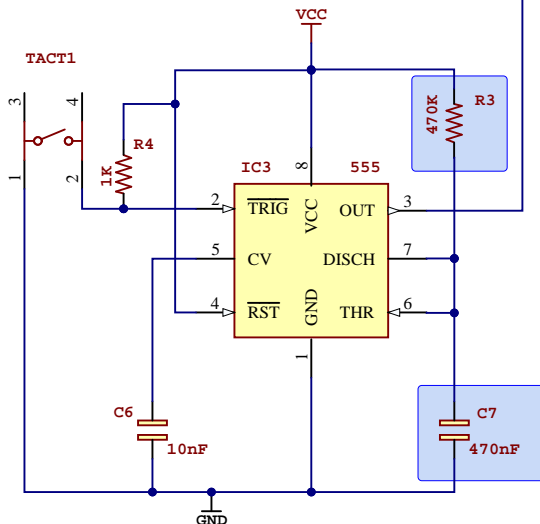 VCC
TACT1
3
4
R3
470K
R4
1K
1
2
IC3
555
8
2
TRIG
VCC
OUT
3
5
CV
DISCH
7
4
RST
GND
THR
6
1
C6
10nF
C7
470nF
GND